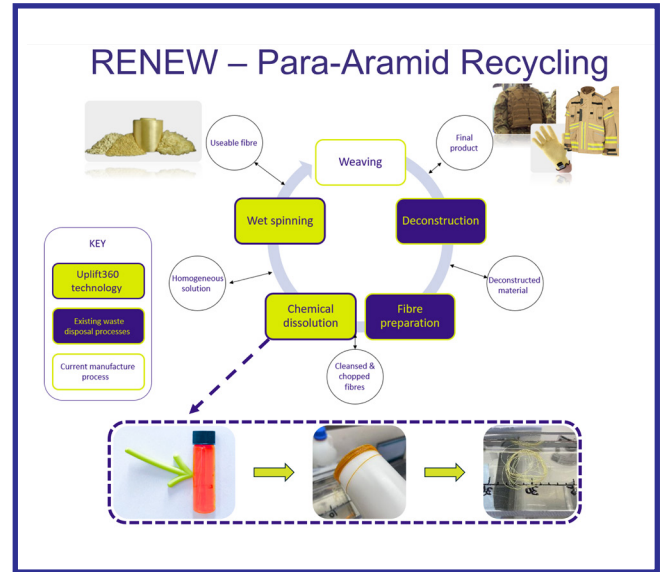 RENEW – Para-Aramid Recycling
Useable fibre
Weaving
Final
product
Wet spinning
Deconstruction
KEY
Uplift360
technology
Existing waste
disposal processes
Current manufacture
process
Homogeneous
solution
Deconstructed
material
Chemical
dissolution
Fibre
preparation
Cleansed &
chopped
fibres